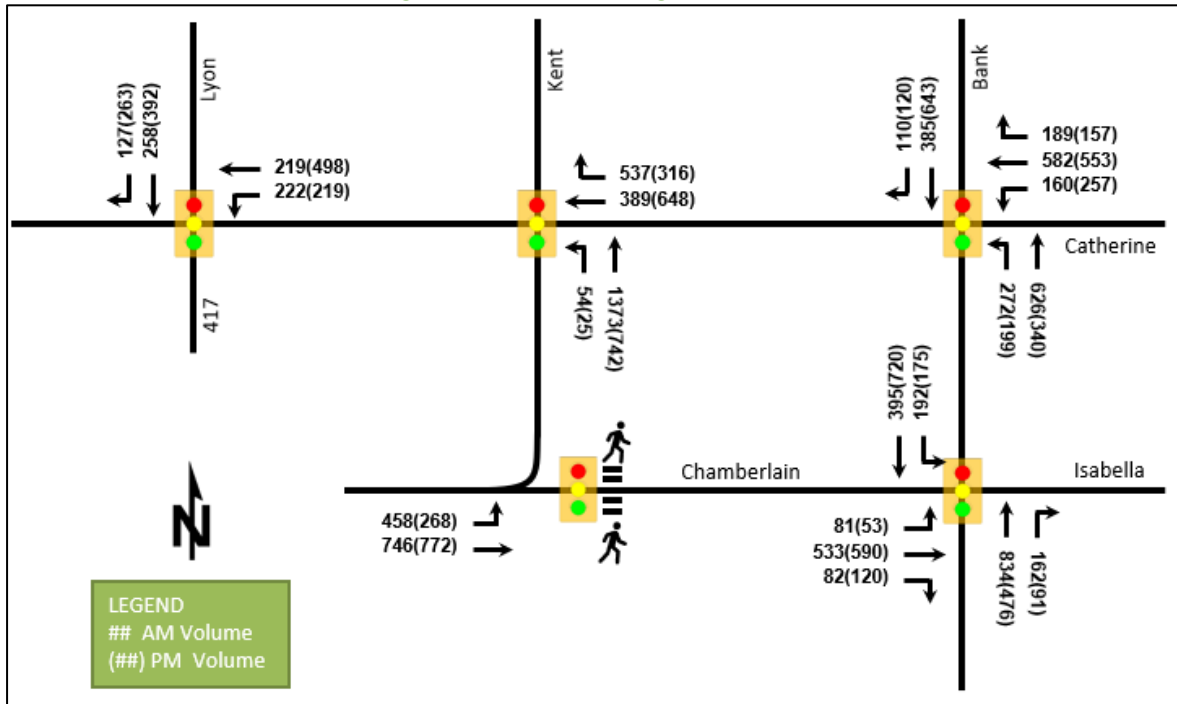 Lyon
127(263)
258(392)
219(498)
222(219)
417
Kent
537(316)
389(648)
54(25)
1373(742)
Bank
110(120)
385(643)
189(157)
582(553)
160(257)
Catherine
272(199)
626(340)
395(720)
192(175)
Chamberlain
Isabella
458(268)
746(772)
81(53)
533(590)
82(120)
834(476)
162(91)
N
LEGEND
## AM Volume
(##) PM Volume